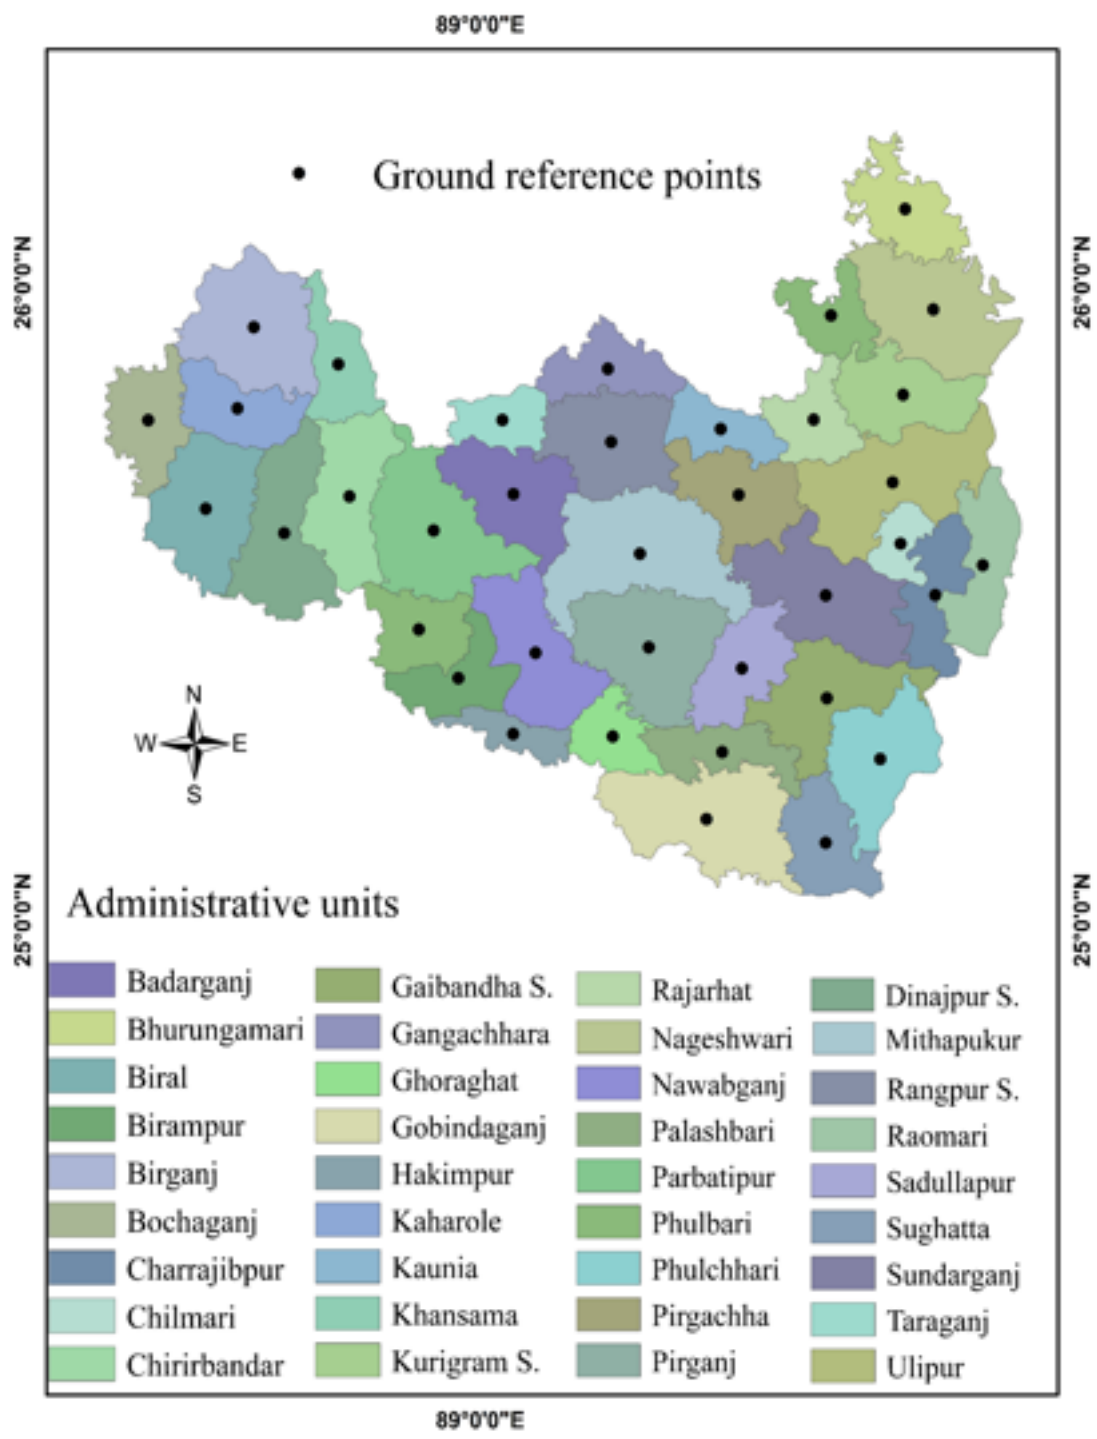 89°0'0"E
26°0'0"N
26°0'0"N
Ground reference points
N
W E
S
25°0'0"N
25°0'0"N
Administrative units
Badarganj
Bhurungamari
Biral
Birampur
Birganj
Bochaganj
Charrajibpur
Chilmari
Chirirbandar
Gaibandha S.
Gangachhara
Ghoraghat
Gobindaganj
Hakimpur
Kaharole
Kaunia
Khansama
Kurigram S.
Rajarhat
Nageshwari
Nawabganj
Palashbari
Parbatipur
Phulbari
Phulchhari
Pirgachha
Pirganj
Dinajpur S.
Mithapukur
Rangpur S.
Raomari
Sadullapur
Sughatta
Sundarganj
Taraganj
Ulipur
89°0'0"E